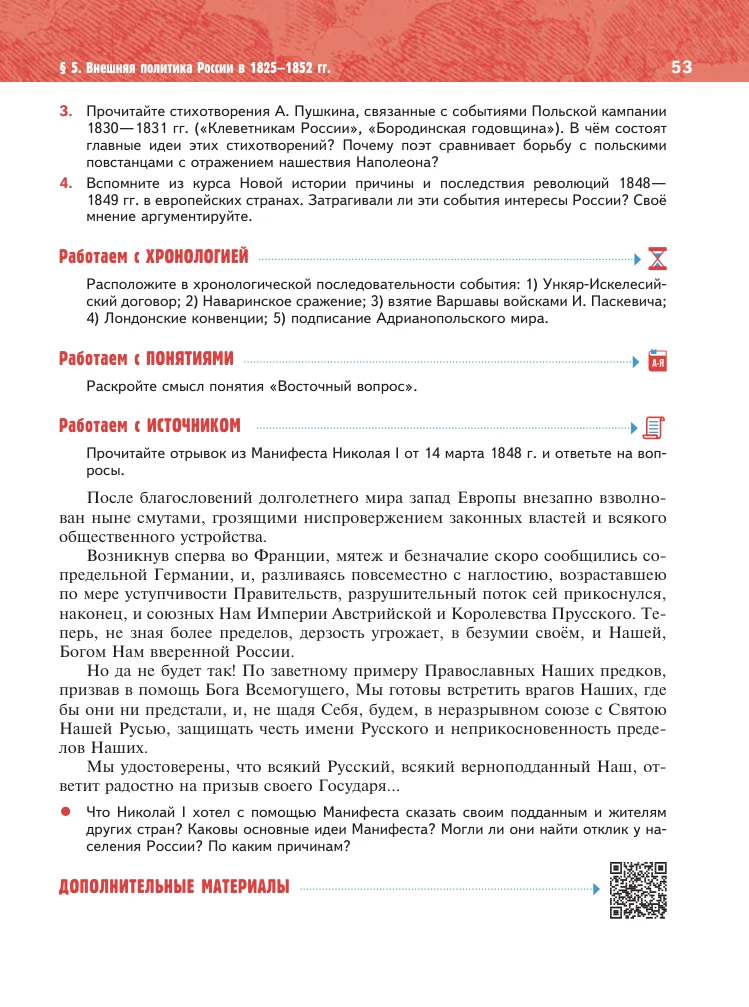 § 5. Внешняя политика России в 1825—1852 гг.
53
3. Прочитайте стихотворения А. Пушкина, связанные с событиями Польской кампании
1830—1831 гг. («Клеветникам России», «Бородинская годовщина»). В чём состоят
главные идеи этих стихотворений? Почему поэт сравнивает борьбу с польскими
повстанцами с отражением нашествия Наполеона?
4. Вспомните из курса Новой истории причины и последствия революций 1848—
1849 гг. в европейских странах. Затрагивали ли эти события интересы России? Своё
мнение аргументируйте.
Работаем с ХРОНОЛОГИЕЙ
Расположите в хронологической последовательности события: 1) Ункяр-Искелесий-
ский договор; 2) Наваринское сражение; 3) взятие Варшавы войсками И. Паскевича;
4) Лондонские конвенции; 5) подписание Адрианопольского мира.
Работаем с ПОНЯТИЯМИ
А-Я
Раскройте смысл понятия «Восточный вопрос».
Работаем с ИСТОЧНИКОМ
Прочитайте отрывок из Манифеста Николая I от 14 марта 1848 г. и ответьте на воп-
росы.
После благословений долголетнего мира запад Европы внезапно взволно-
ван ныне смутами, грозящими ниспровержением законных властей и всякого
общественного устройства.
Возникнув сперва во Франции, мятеж и безначалие скоро сообщились со-
предельной Германии, и, разливаясь повсеместно с наглостию, возраставшею
по мере уступчивости Правительств, разрушительный поток сей прикоснулся,
наконец, и союзных Нам Империи Австрийской и Королевства Прусского. Те-
перь, не зная более пределов, дерзость угрожает, в безумии своём, и Нашей,
Богом Нам вверенной России.
Но да не будет так! По заветному примеру Православных Наших предков,
призвав в помощь Бога Всемогущего, Мы готовы встретить врагов Наших, где
бы они ни предстали, и, не щадя Себя, будем, в неразрывном союзе с Святою
Нашей Русью, защищать честь имени Русского и неприкосновенность преде-
лов Наших.
Мы удостоверены, что всякий Русский, всякий верноподданный Наш, от-
ветит радостно на призыв своего Государя...
● Что Николай I хотел с помощью Манифеста сказать своим подданным и жителям
других стран? Каковы основные идеи Манифеста? Могли ли они найти отклик у на-
селения России? По каким причинам?
ДОПОЛНИТЕЛЬНЫЕ МАТЕРИАЛЫ